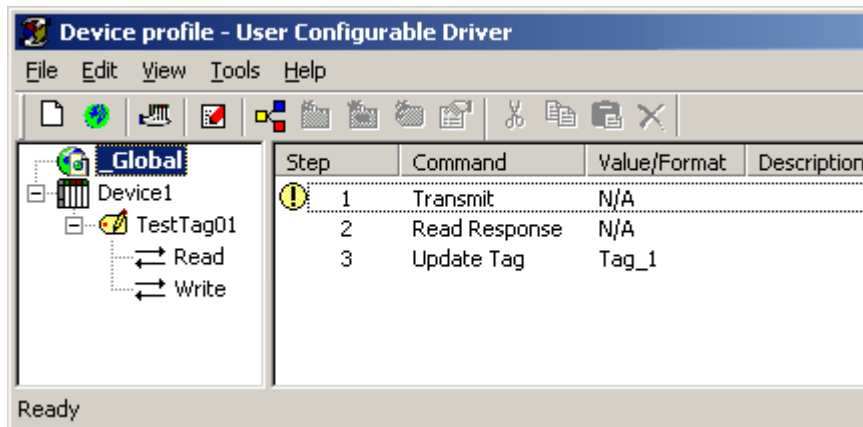 Device profile - User Configurable Driver
File Edit View Tools Help
_Global
Device1
TestTag01
Read
Write
Step Command Value/Format Description
1 Transmit N/A
2 Read Response N/A
3 Update Tag Tag_1
Ready